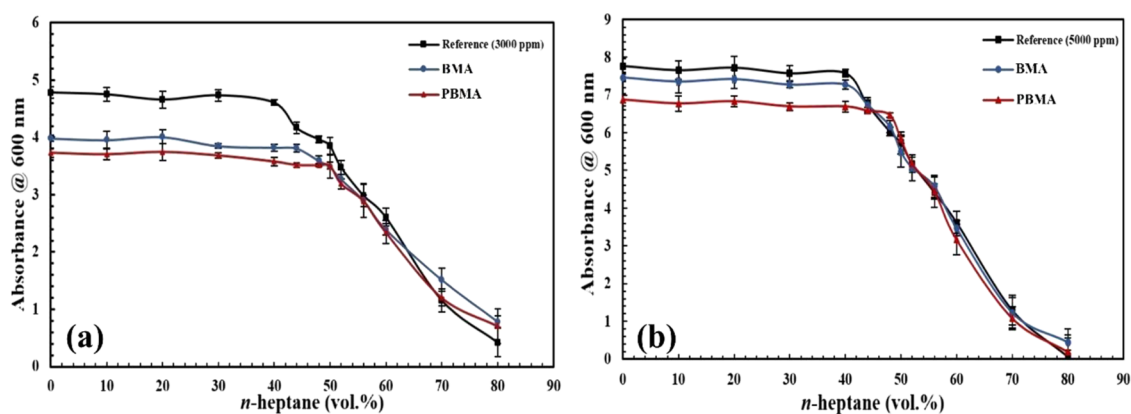 (a)
Absorbance @ 600 nm
6
5
4
3
2
1
0
Reference (3000 ppm)
BMA
PBMA
0 10 20 30 40 50 60 70 80 90
n-heptane (vol.%)
(b)
Absorbance @ 600 nm
9
8
7
6
5
4
3
2
1
0
Reference (5000 ppm)
BMA
PBMA
0 10 20 30 40 50 60 70 80 90
n-heptane (vol.%)